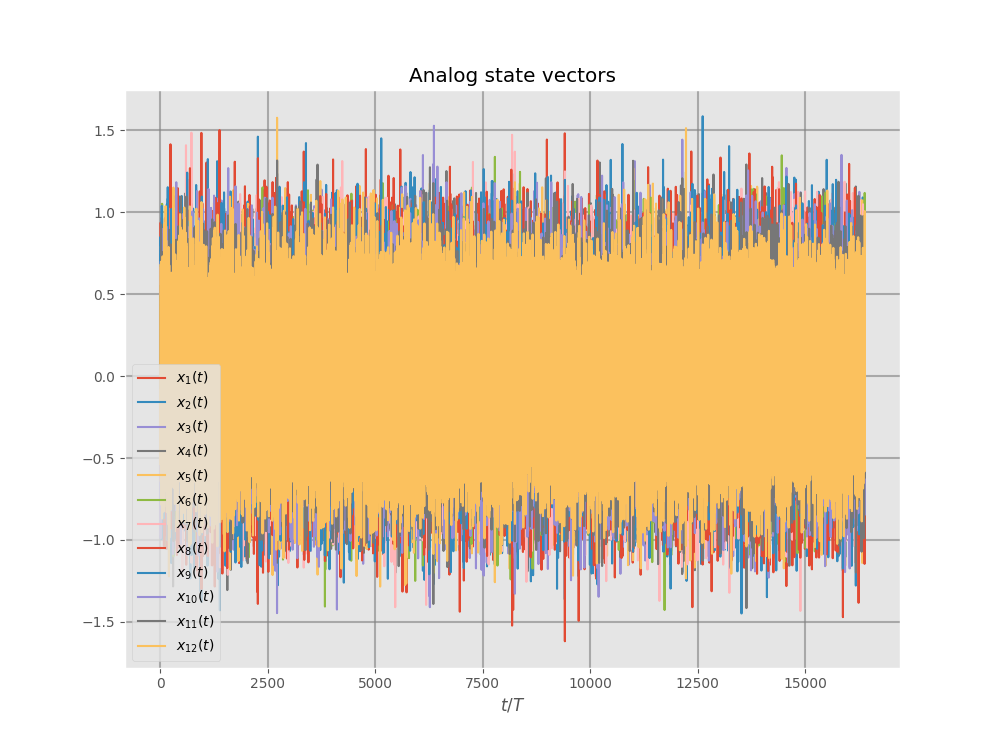 Analog state vectors
1.5
1.0
0.5
0.0
−0.5
−1.0
−1.5
x₁(t)
x₂(t)
x₃(t)
x₄(t)
x₅(t)
x₆(t)
x₇(t)
x₈(t)
x₉(t)
x₁₀(t)
x₁₁(t)
x₁₂(t)
0 2500 5000 7500 10000 12500 15000
t/T